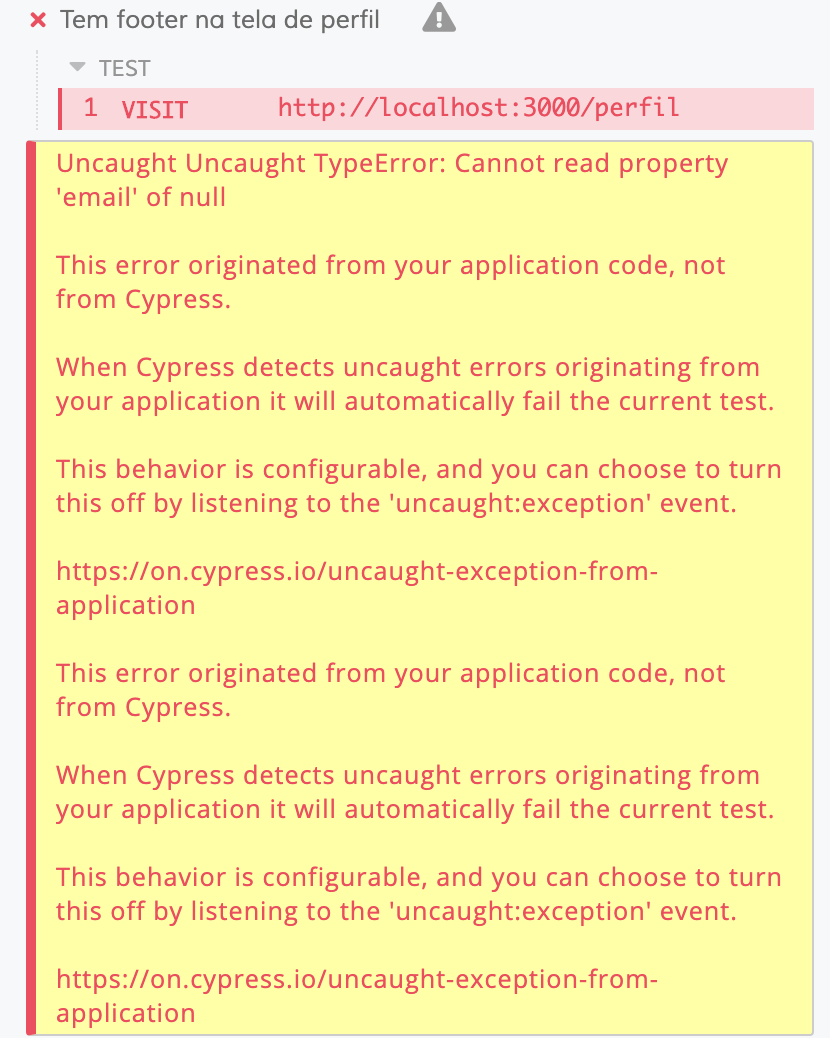 Tem footer na tela de perfil
TEST
1 VISIT http://localhost:3000/perfil
Uncaught Uncaught TypeError: Cannot read property
'email' of null
This error originated from your application code, not
from Cypress.
When Cypress detects uncaught errors originating from
your application it will automatically fail the current test.
This behavior is configurable, and you can choose to turn
this off by listening to the 'uncaught:exception' event.
https://on.cypress.io/uncaught-exception-from-
application
This error originated from your application code, not
from Cypress.
When Cypress detects uncaught errors originating from
your application it will automatically fail the current test.
This behavior is configurable, and you can choose to turn
this off by listening to the 'uncaught:exception' event.
https://on.cypress.io/uncaught-exception-from-
application